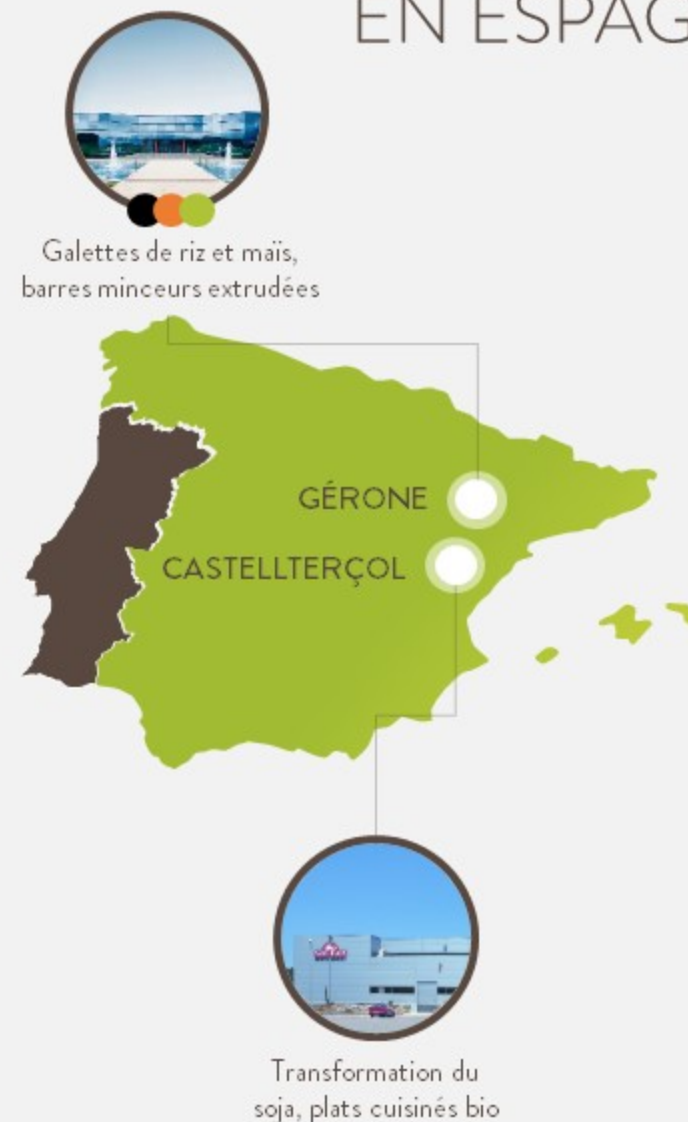 EN ESPAG
Galettes de riz et maïs,
barres minceurs extrudées
GÉRONE
CASTELLTERÇOL
Transformation du
soja, plats cuisinés bio